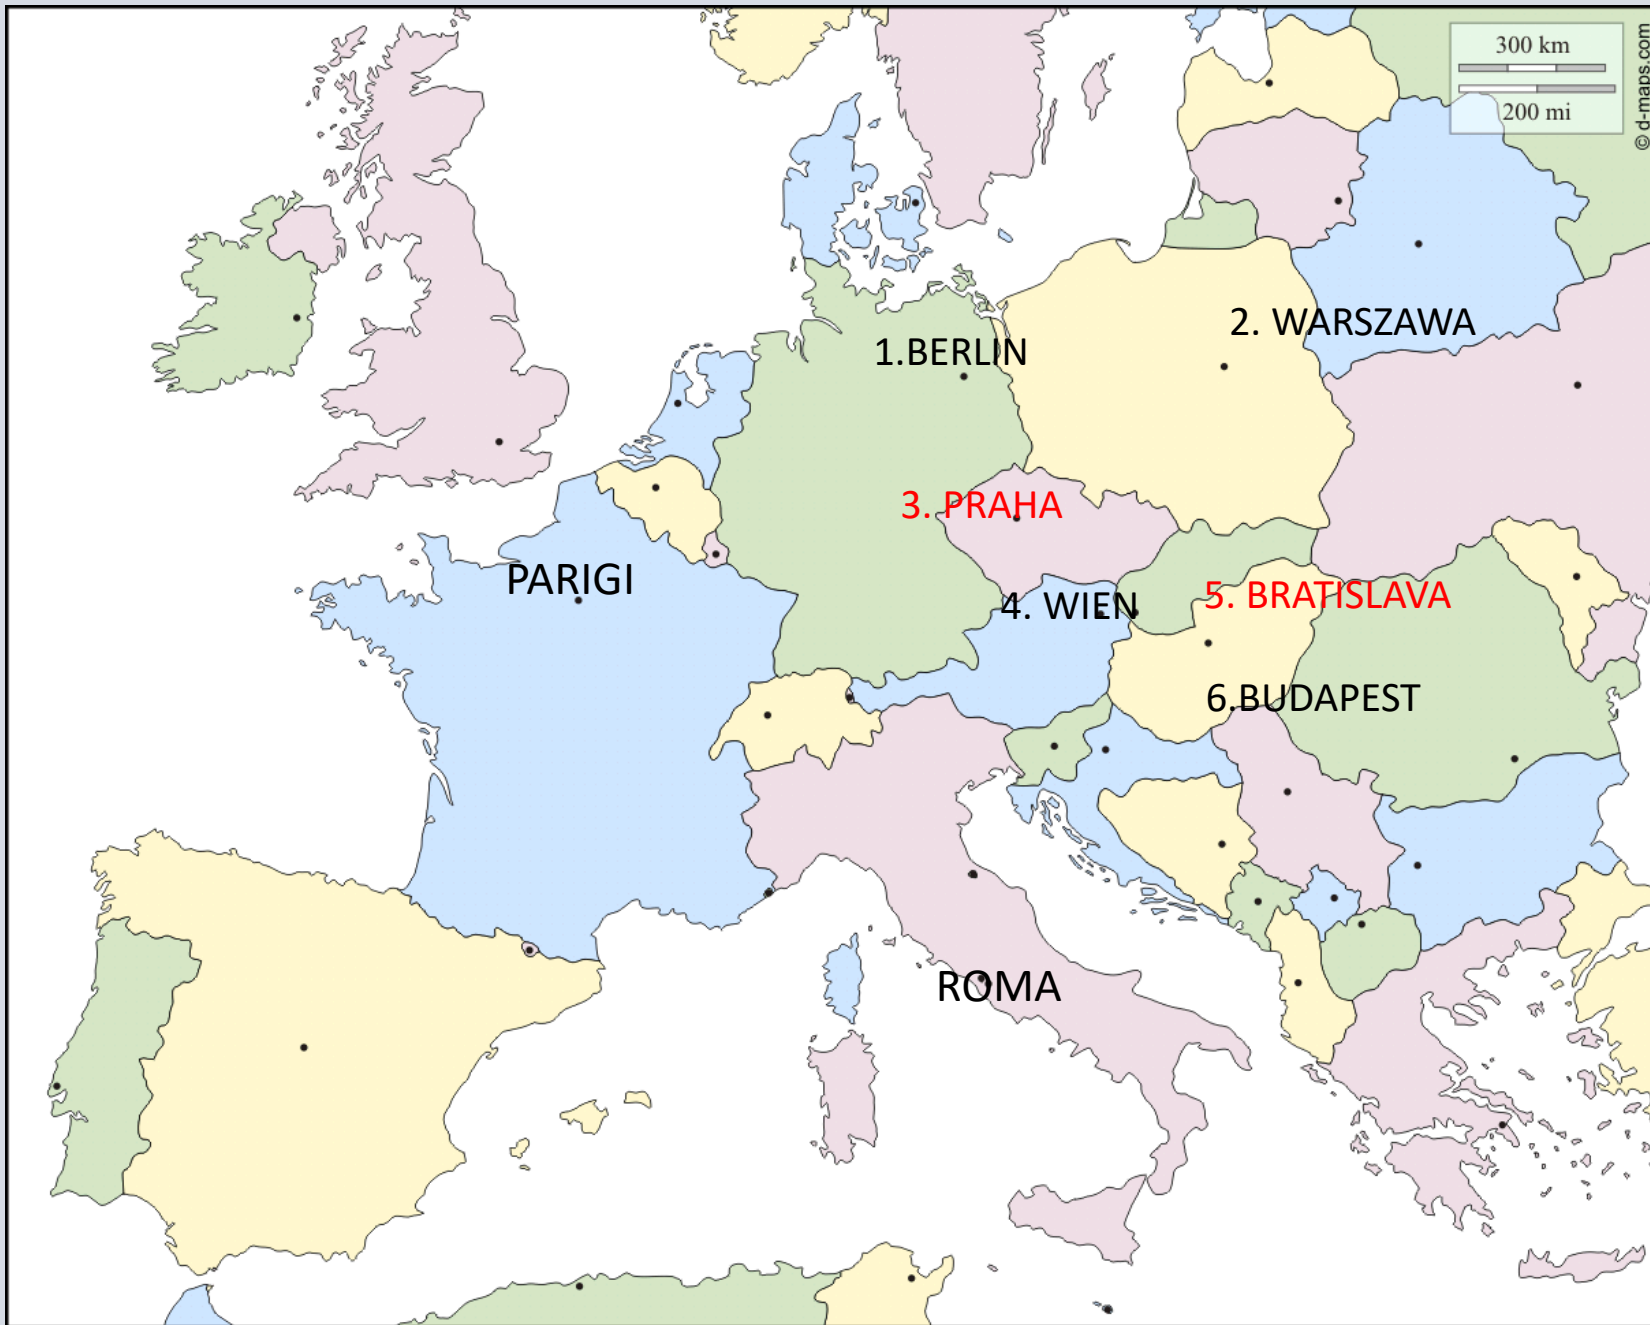 300 km
200 mi
© d-maps.com
2. WARSZAWA
1.BERLIN
3. PRAHA
PARIGI
4. WIEN
5. BRATISLAVA
6.BUDAPEST
ROMA